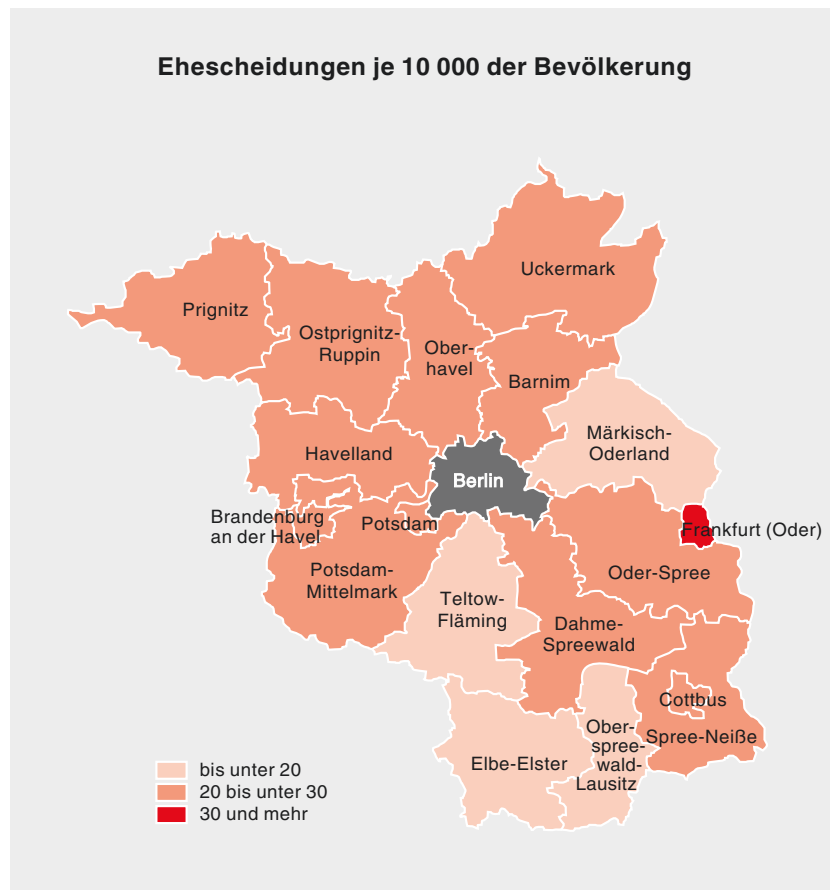 Ehescheidungen je 10 000 der Bevölkerung
Uckermark
Prignitz
Ostprignitz-
Ruppin
Ober-
havel
Barnim
Märkisch-
Oderland
Havelland
Berlin
Brandenburg
an der Havel
Potsdam
Frankfurt (Oder)
Potsdam-
Mittelmark
Oder-Spree
Teltow-
Fläming
Dahme-
Spreewald
Cottbus
Spree-Neiße
Ober-
spree-
wald-
Lausitz
Elbe-Elster
bis unter 20
20 bis unter 30
30 und mehr